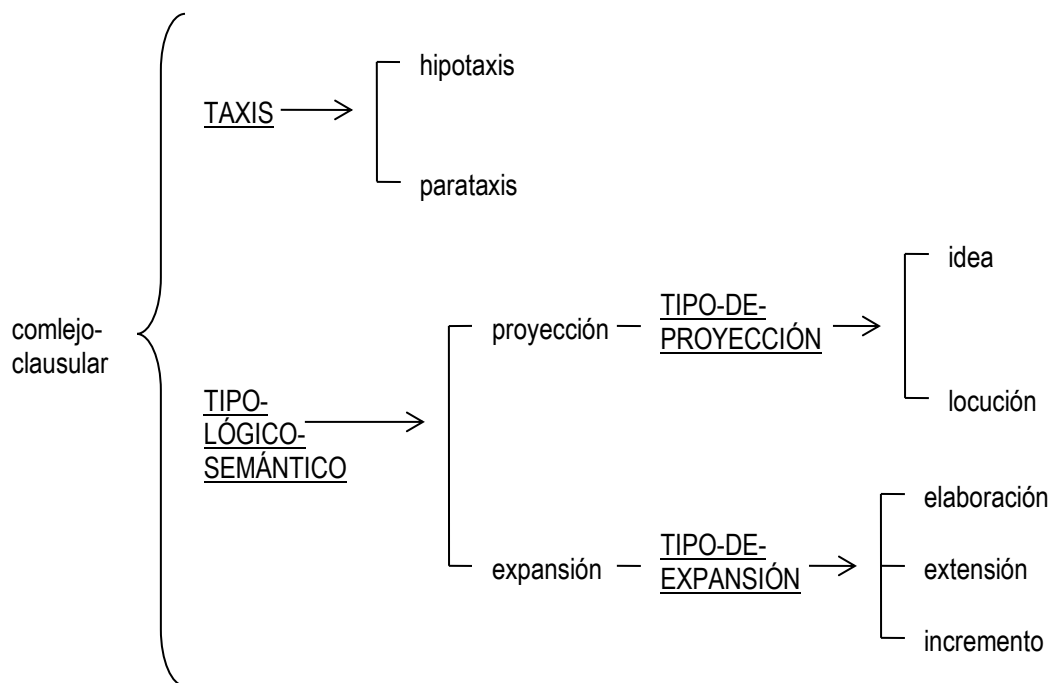 hipotaxis
TAXIS
parataxis
idea
comlejo-
clausular
proyección
TIPO-DE-
PROYECCIÓN
locución
TIPO-
LÓGICO-
SEMÁNTICO
elaboración
expansión
TIPO-DE-
EXPANSIÓN
extensión
incremento